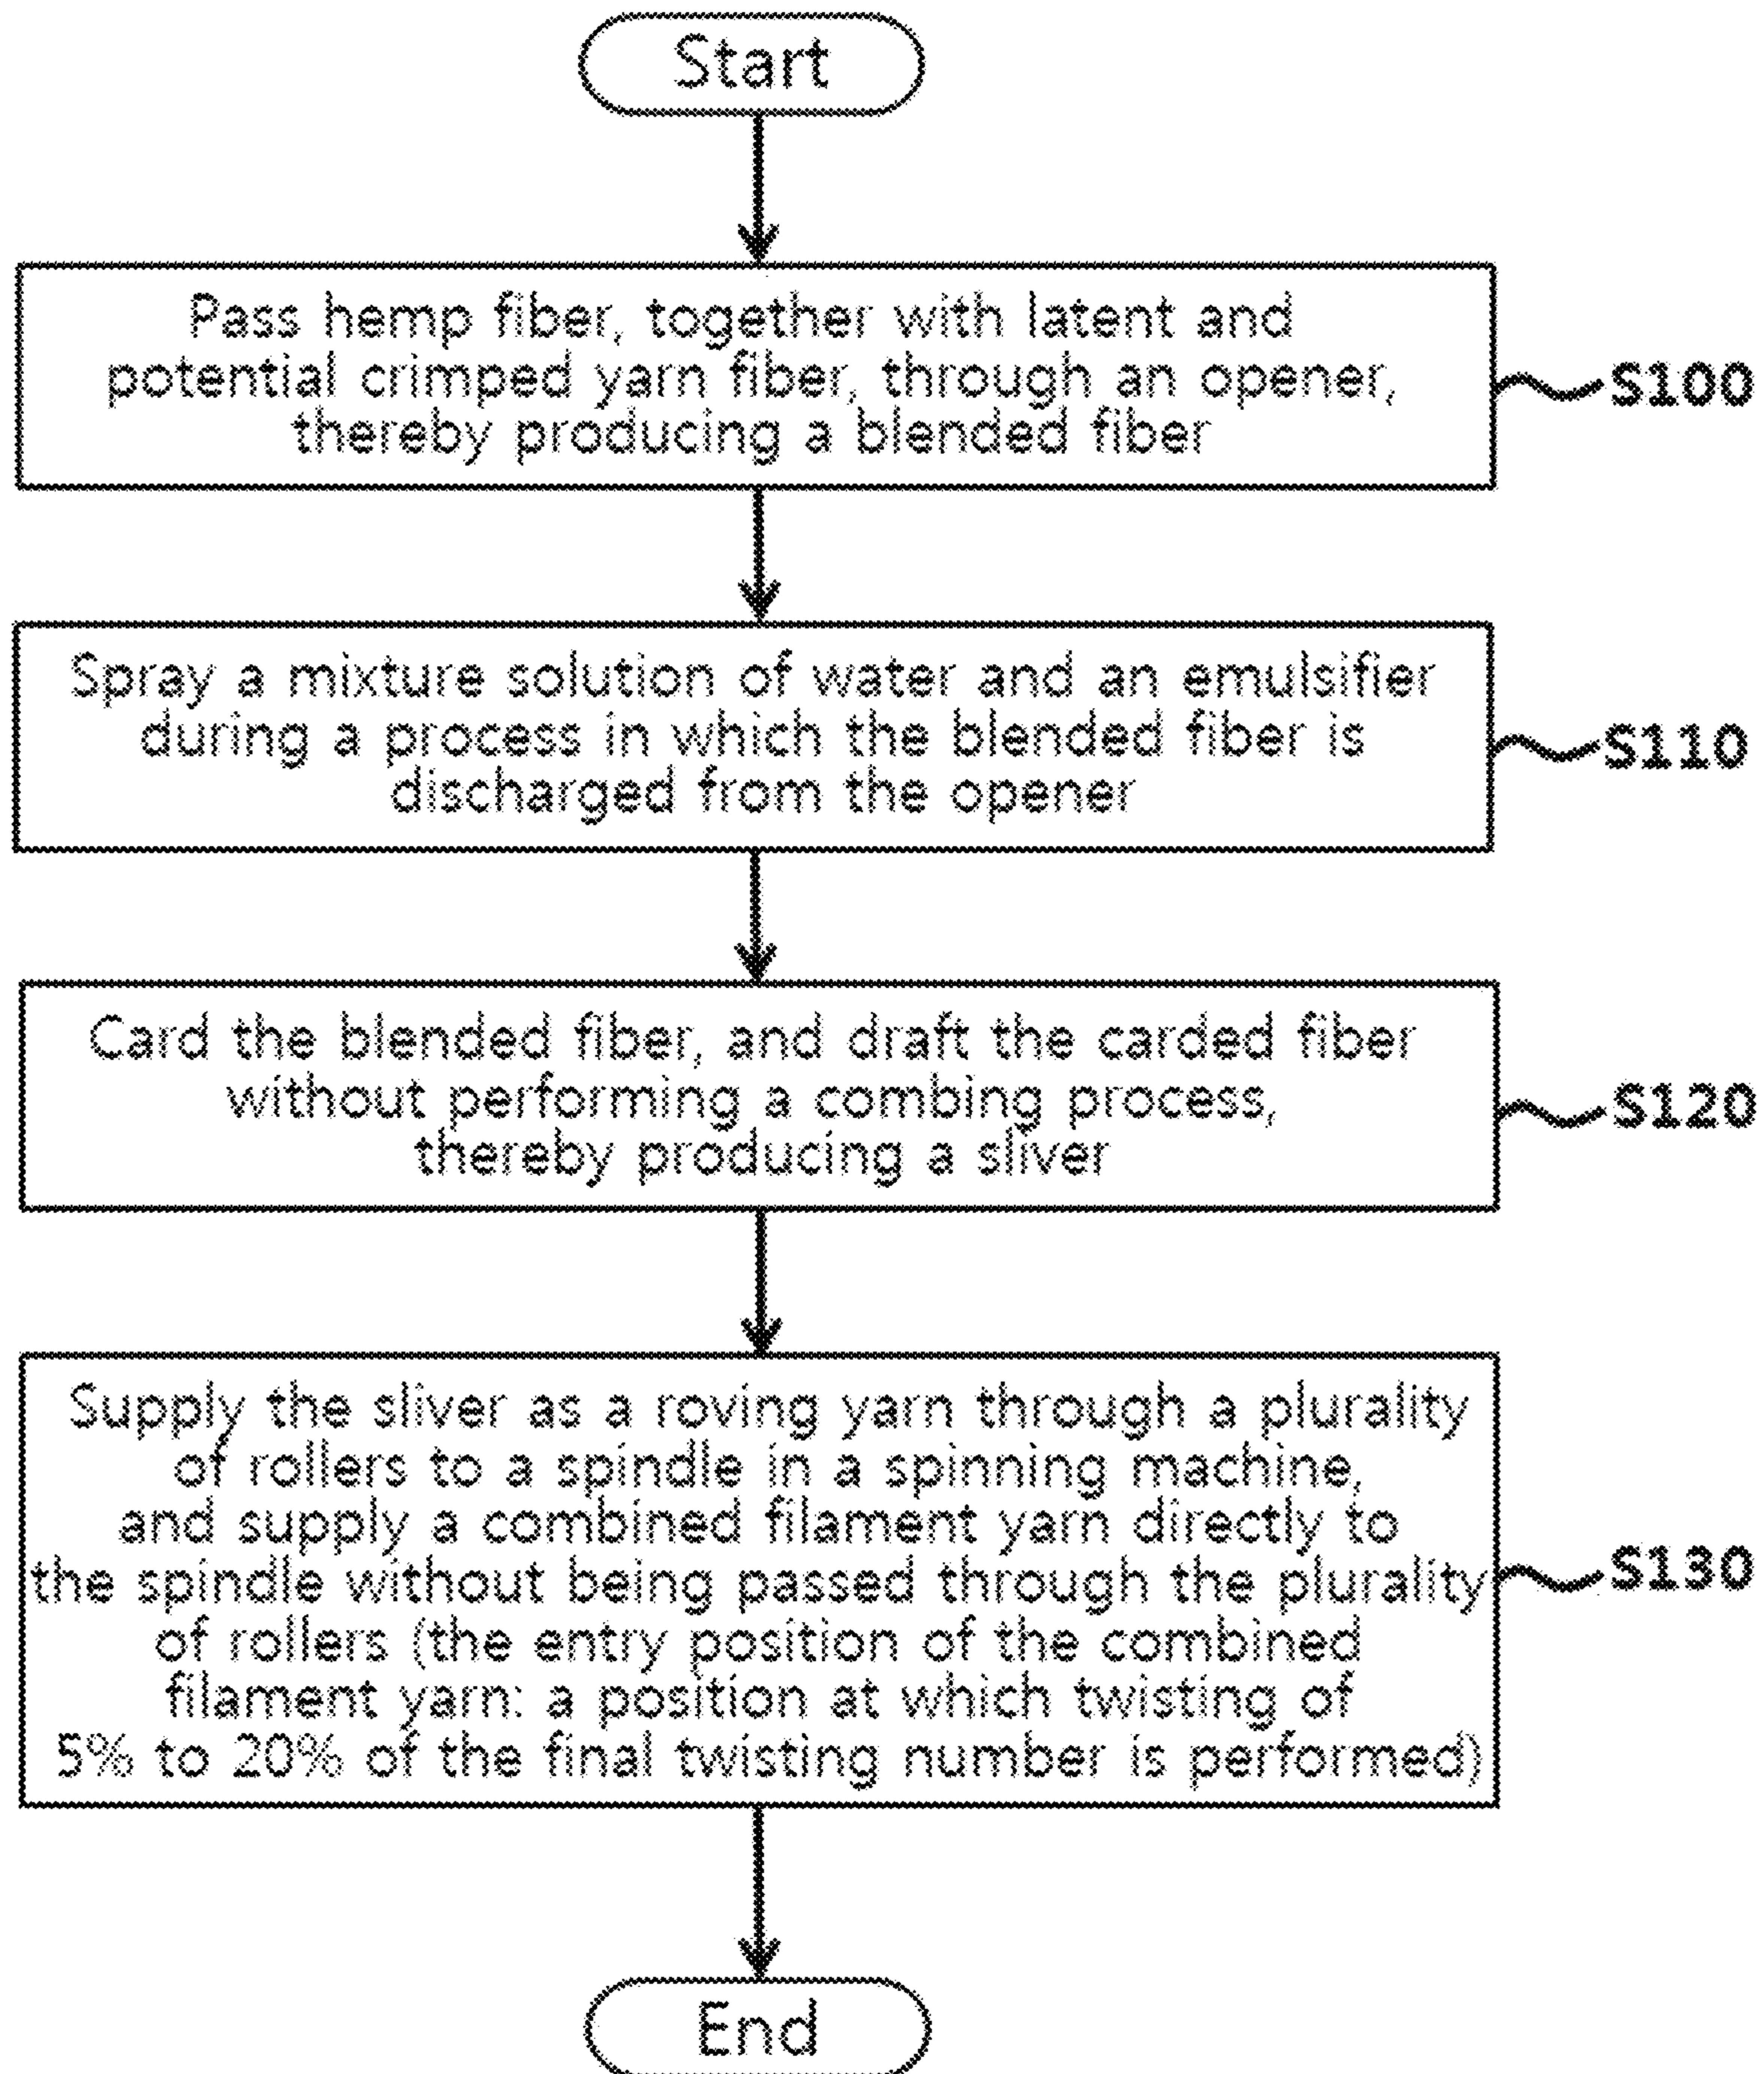 Start
Pass hemp fiber, together with latent and
potential crimped yarn fiber, through an opener,
thereby producing a blended fiber
S100
Spray a mixture solution of water and an emulsifier
during a process in which the blended fiber is
discharged from the opener
S110
Card the blended fiber, and draft the carded fiber
without performing a combing process,
thereby producing a sliver
S120
Supply the sliver as a roving yarn through a plurality
of rollers to a spindle in a spinning machine,
and supply a combined filament yarn directly to
the spindle without being passed through the plurality
of rollers (the entry position of the combined
filament yarn: a position at which twisting of
5% to 20% of the final twisting number is performed)
S130
End